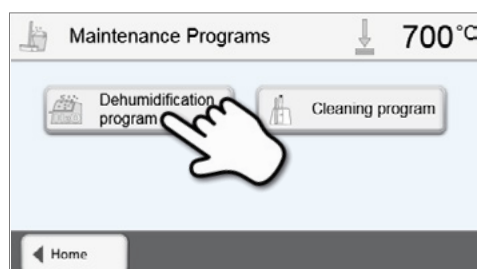 Maintenance Programs
700°C
Dehumidification
program
Cleaning program
Home